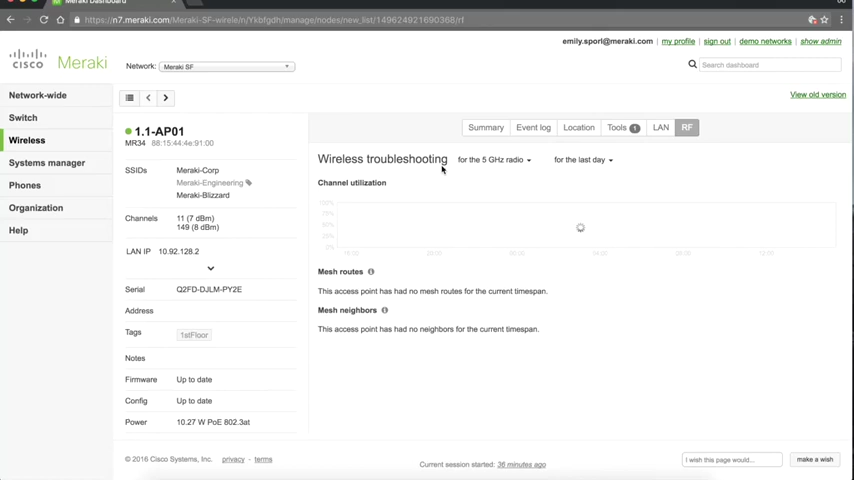 Meraki Dashboard
https://n7.meraki.com/Meraki-SF-wirele/n/Ykbfgdh/manage/nodes/new_list/149624921690368/rf
emily.sporl@meraki.com | my profile | sign out | demo networks | show admin
CISCO Meraki
Network: Meraki SF
Search dashboard
View old version
Network-wide
Switch
Wireless
Systems manager
Phones
Organization
Help
1.1-AP01
MR34 88:15:44:4e:91:00
SSIDs Meraki-Corp
Meraki-Engineering
Meraki-Blizzard
Channels 11 (7 dBm)
149 (8 dBm)
LAN IP 10.92.128.2
Serial Q2FD-DJLM-PY2E
Address
Tags 1stFloor
Notes
Firmware Up to date
Config Up to date
Power 10.27 W PoE 802.3at
Summary Event log Location Tools 1 LAN RF
Wireless troubleshooting for the 5 GHz radio for the last day
Channel utilization
100%
75%
50%
25%
0%
Mesh routes
This access point has had no mesh routes for the current timespan.
Mesh neighbors
This access point has had no neighbors for the current timespan.
© 2016 Cisco Systems, Inc. privacy terms
Current session started: 36 minutes ago
I wish this page would...
make a wish